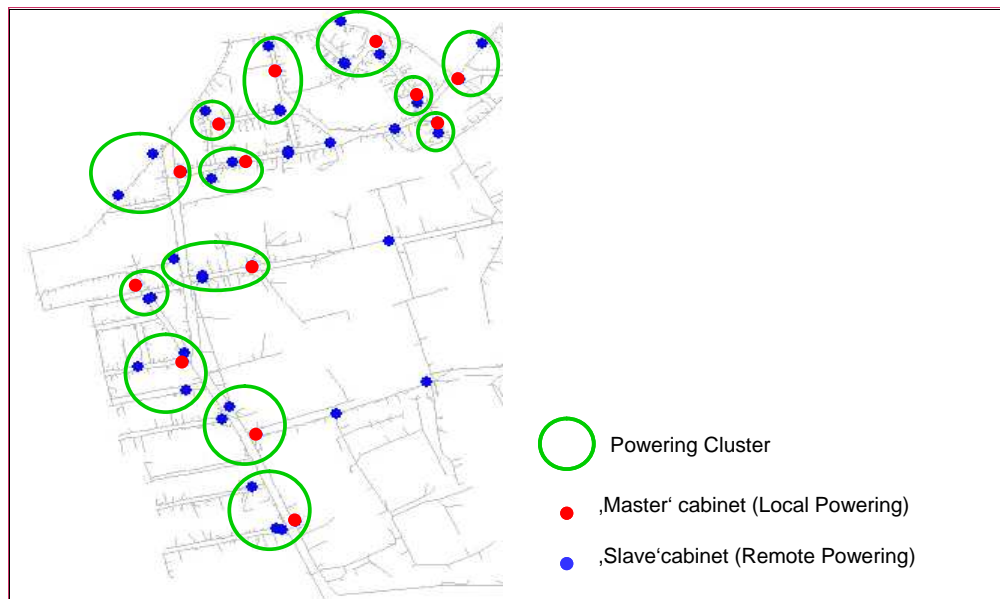 Powering Cluster
‚Master‘ cabinet (Local Powering)
‚Slave‘cabinet (Remote Powering)